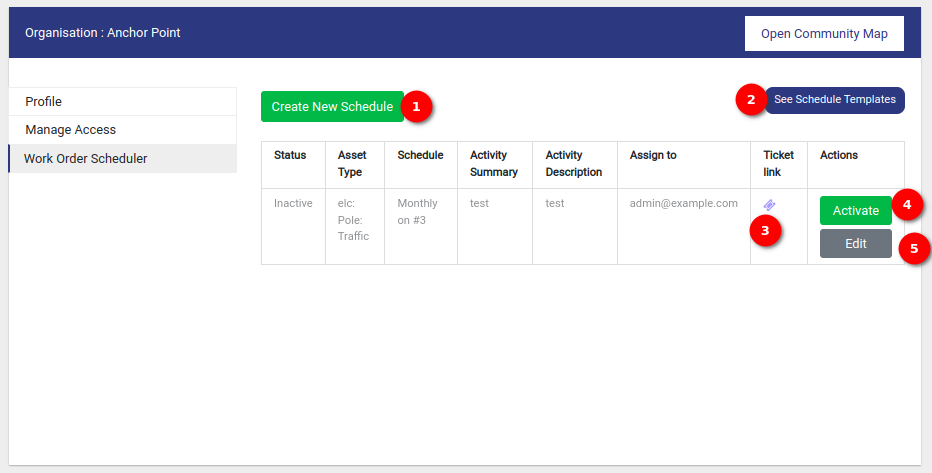 Organisation : Anchor Point
Open Community Map
Profile
Manage Access
Work Order Scheduler
Create New Schedule
1
2
See Schedule Templates
Status
Asset
Type
Schedule
Activity
Summary
Activity
Description
Assign to
Ticket
link
Actions
Inactive
elc:
Pole:
Traffic
Monthly
on #3
test
test
admin@example.com
3
Activate
4
Edit
5